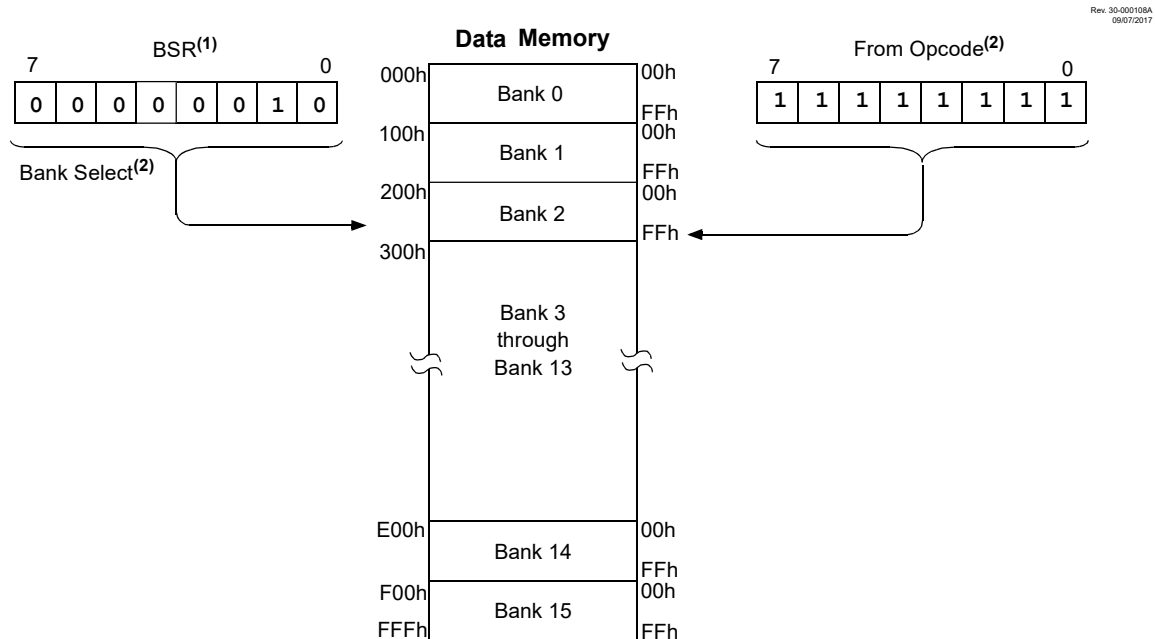 Rev. 30-000108A
09/07/2017
Data Memory
BSR(1)
7 0
0 0 0 0 0 0 1 0
Bank Select(2)
From Opcode(2)
7 0
1 1 1 1 1 1 1 1
000h Bank 0 00h
FFh
100h Bank 1 00h
FFh
200h Bank 2 00h
FFh
300h
Bank 3
through
Bank 13
E00h Bank 14 00h
FFh
F00h Bank 15 00h
FFFh FFh